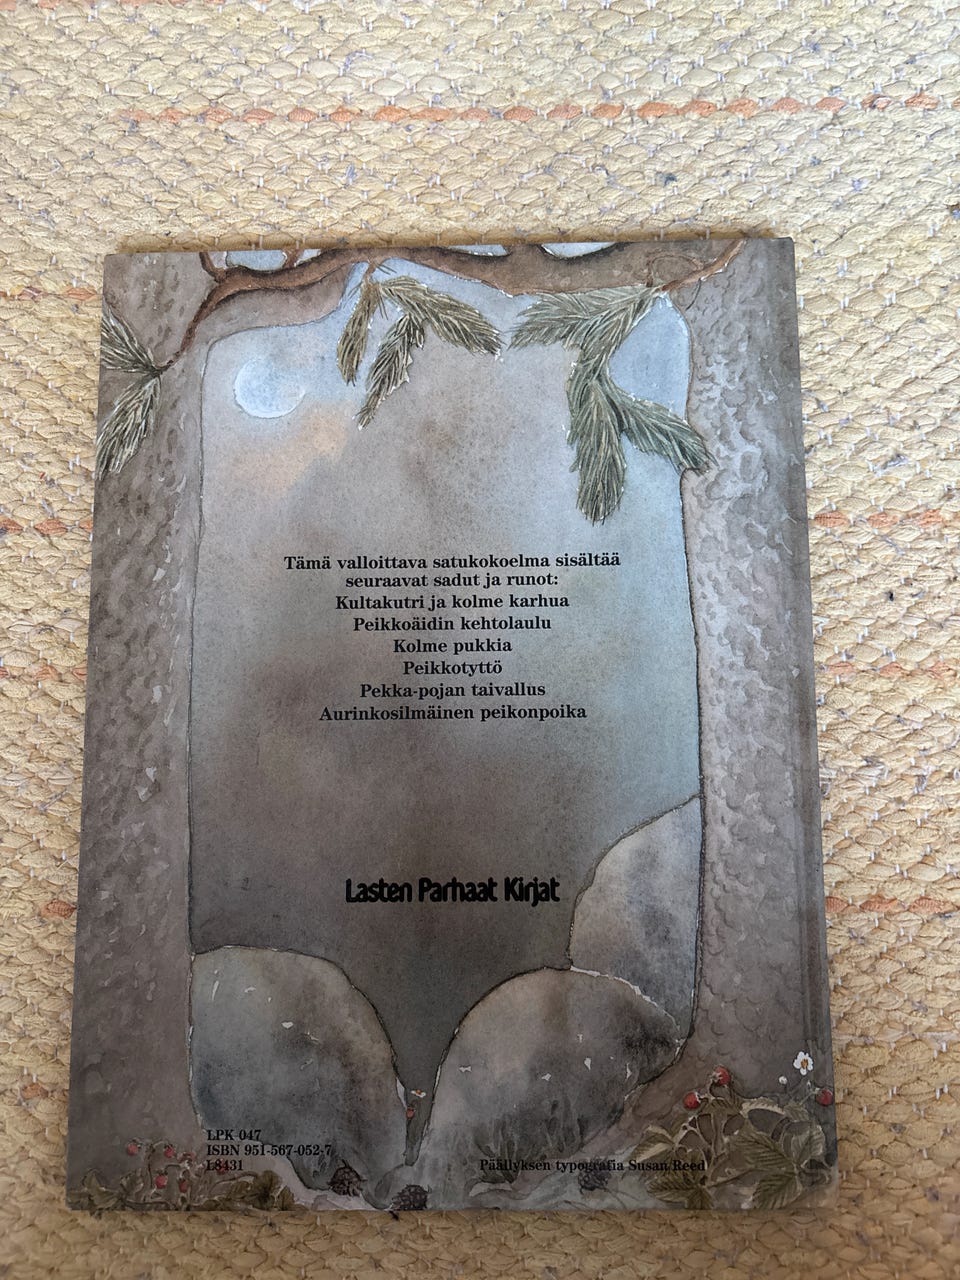 Tämä valloittava satukokoelma sisältää
seuraavat sadut ja runot:
Kultakutri ja kolme karhua
Peikkoäidin kehtolaulu
Kolme pukkia
Peikkotyttö
Pekka-pojan taivallus
Aurinkosilmäinen peikonpoika
Lasten Parhaat Kirjat
LPK 047
ISBN 951-567-052-7
L8431
Päällyksen typografia Susan Reed